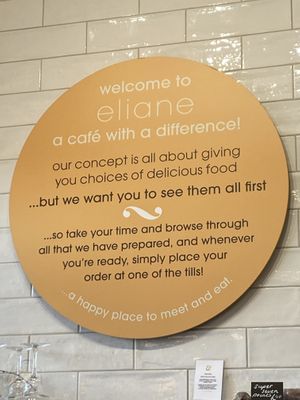 welcome to
eliane
a café with a difference!
our concept is all about giving
you choices of delicious food
...but we want you to see them all first
...so take your time and browse through
all that we have prepared, and whenever
you're ready, simply place your
order at one of the tills!
...a happy place to meet and eat.
super
seven